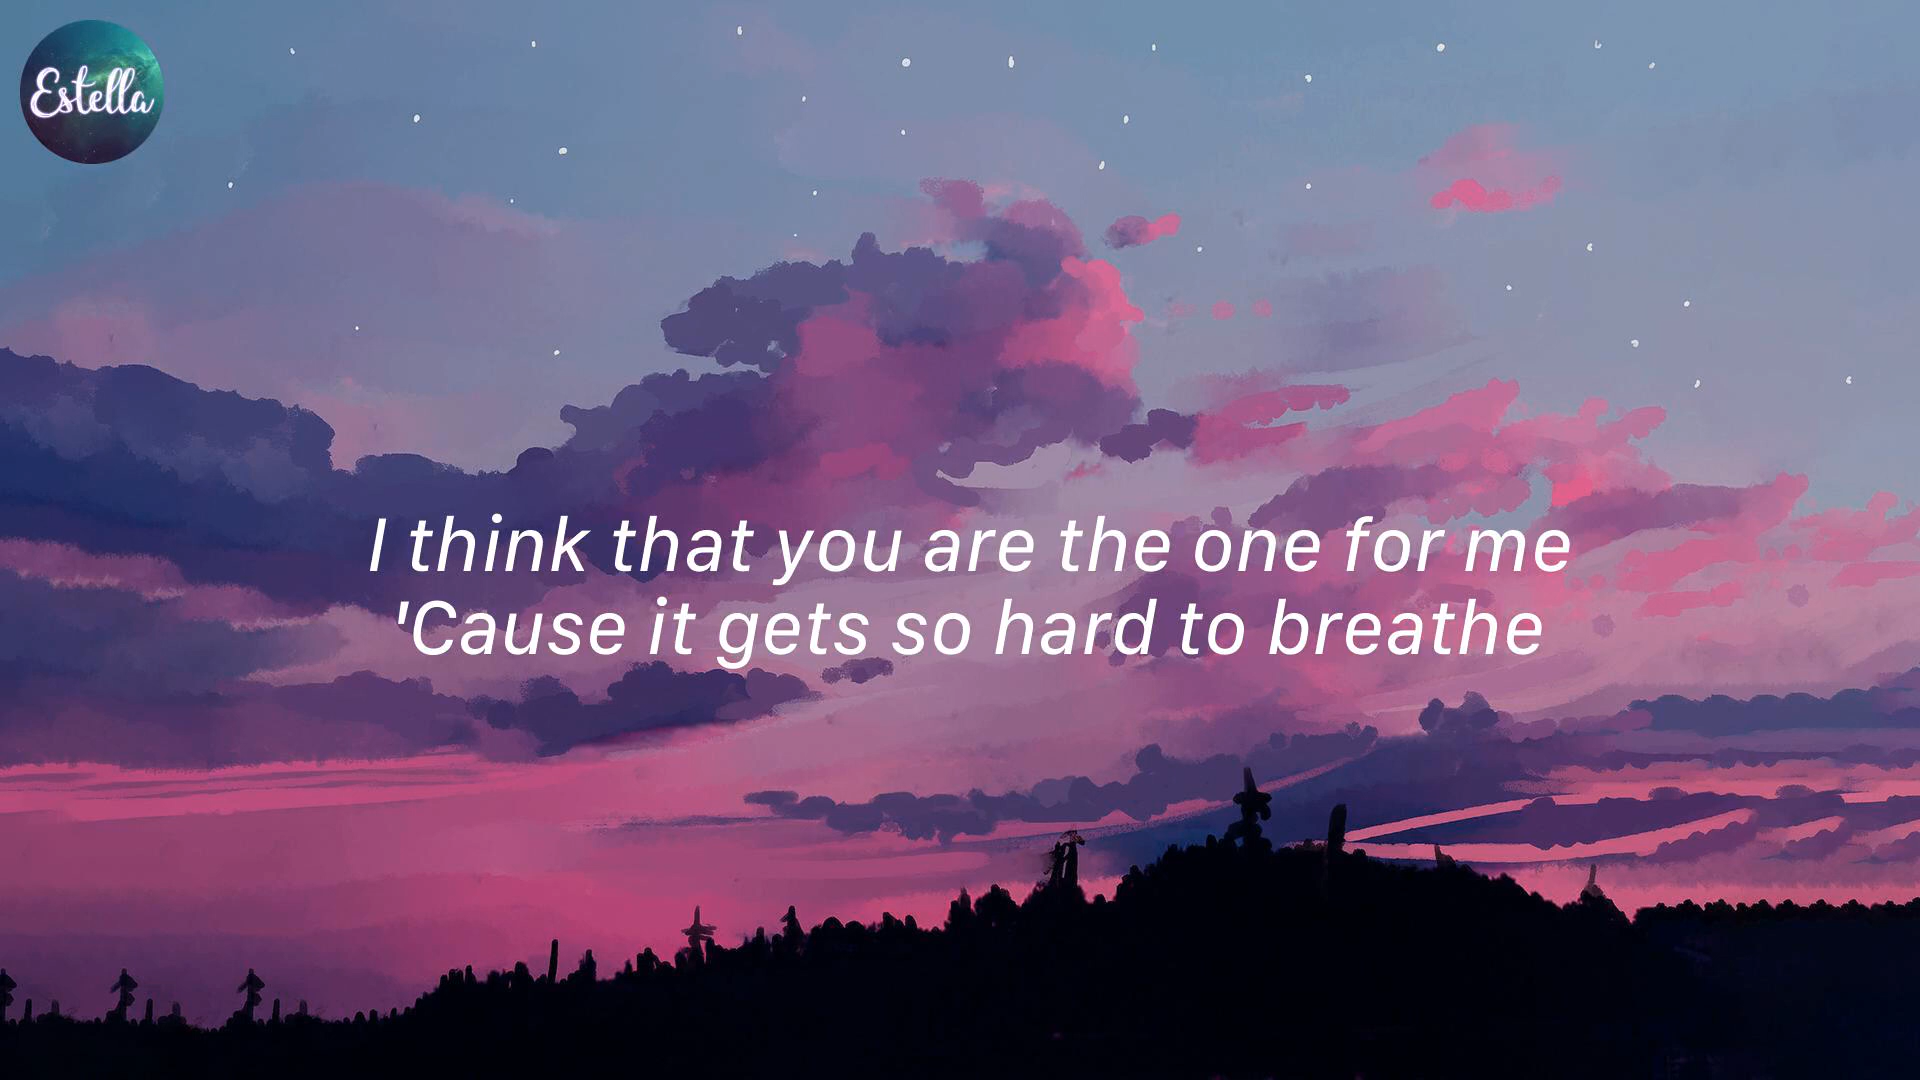 Estella
I think that you are the one for me
'Cause it gets so hard to breathe